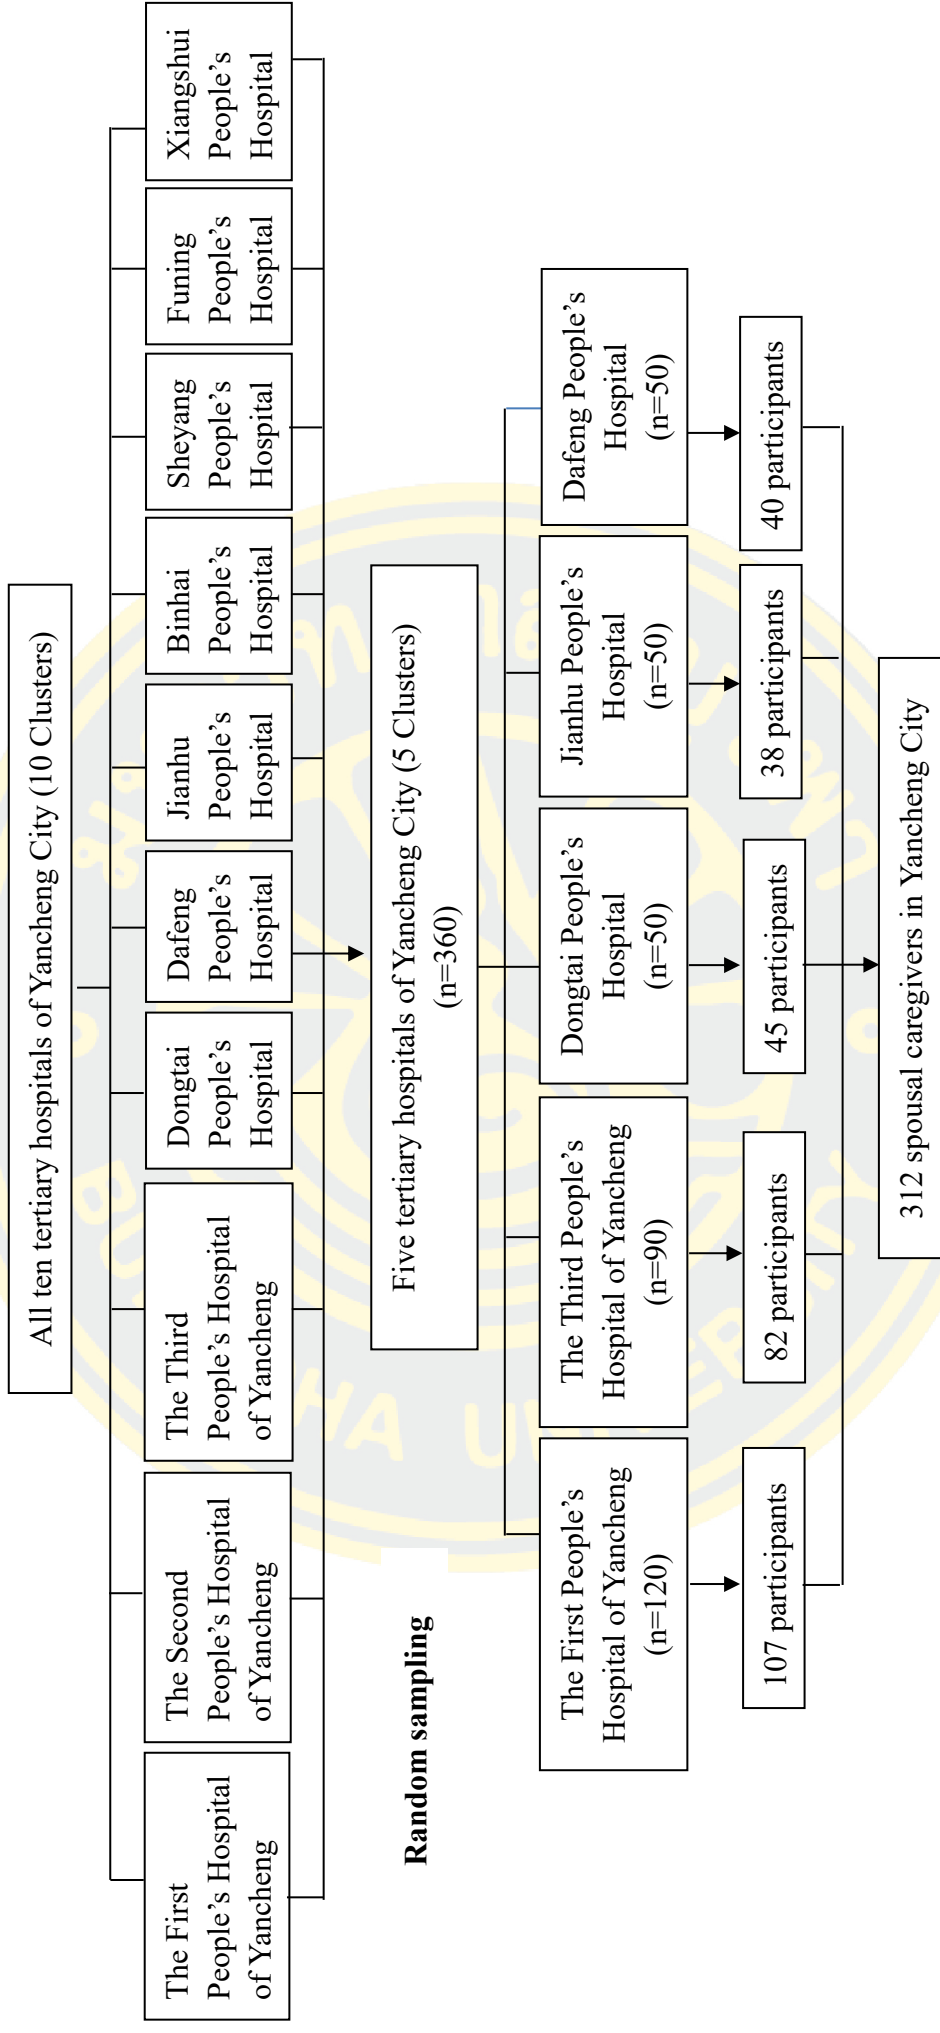 All ten tertiary hospitals of Yancheng City (10 Clusters)
The First
People’s Hospital
of Yancheng
The Second
People’s Hospital
of Yancheng
The Third
People’s Hospital
of Yancheng
Dongtai
People’s
Hospital
Dafeng
People’s
Hospital
Jianhu
People’s
Hospital
Binhai
People’s
Hospital
Sheyang
People’s
Hospital
Funing
People’s
Hospital
Xiangshui
People’s
Hospital
Random sampling
Five tertiary hospitals of Yancheng City (5 Clusters)
(n=360)
The First People’s
Hospital of Yancheng
(n=120)
The Third People’s
Hospital of Yancheng
(n=90)
Dongtai People’s
Hospital
(n=50)
Jianhu People’s
Hospital
(n=50)
Dafeng People’s
Hospital
(n=50)
107 participants
82 participants
45 participants
38 participants
40 participants
312 spousal caregivers in Yancheng City